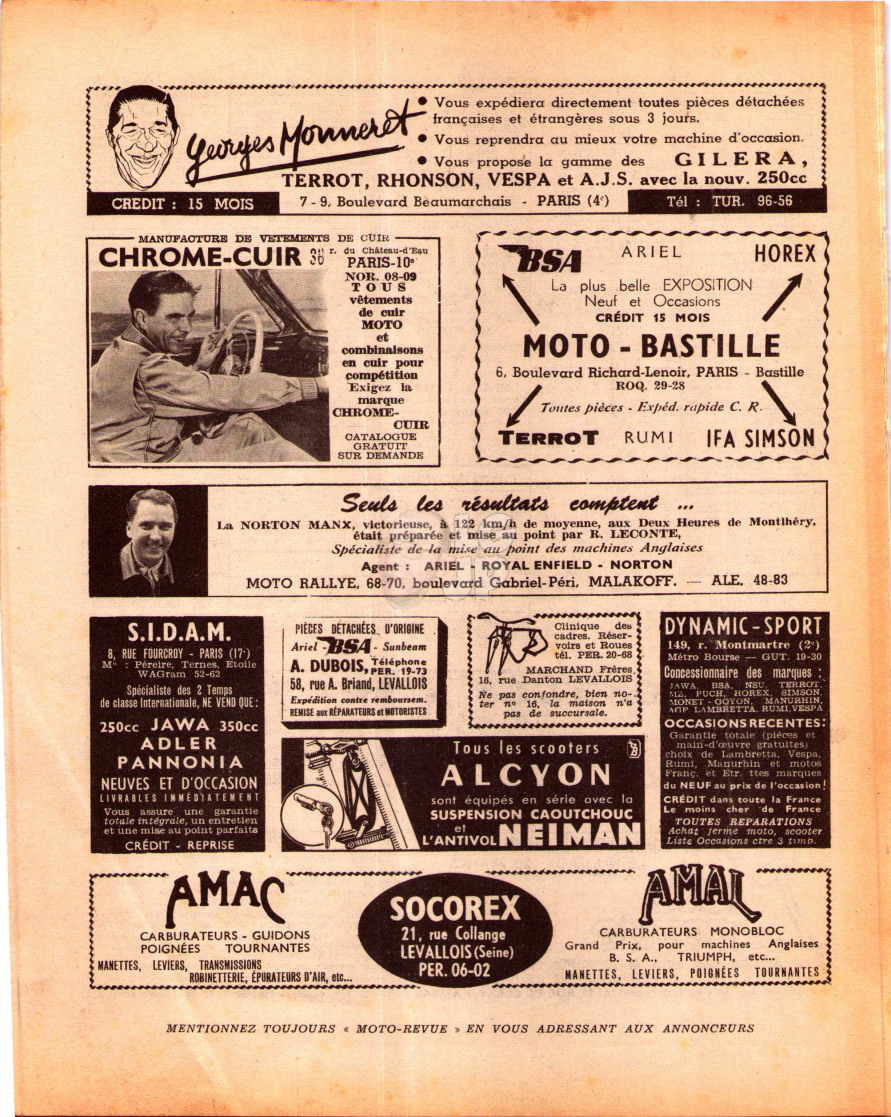 Georges Monneret
• Vous expédiera directement toutes pièces détachées
françaises et étrangères sous 3 jours.
• Vous reprendra au mieux votre machine d'occasion.
• Vous propose la gamme des GILERA,
TERROT, RHONSON, VESPA et A.J.S. avec la nouv. 250cc
CREDIT : 15 MOIS
7-9, Boulevard Beaumarchais - PARIS (4e)
Tél : TUR. 96-56
MANUFACTURE DE VETEMENTS DE CUIR
CHROME-CUIR
r. du Château-d'Eau
PARIS-10e
NOR. 08-09
TOUS
vêtements
de cuir
MOTO
et
combinaisons
en cuir pour
compétition
Exigez la
marque
CHROME-
CUIR
CATALOGUE
GRATUIT
SUR DEMANDE
BSA ARIEL HOREX
La plus belle EXPOSITION
Neuf et Occasions
CRÉDIT 15 MOIS
MOTO - BASTILLE
6, Boulevard Richard-Lenoir, PARIS - Bastille
ROQ. 29-28
Toutes pièces - Expéd. rapide C. R.
TERROT RUMI IFA SIMSON
Seuls les résultats comptent ...
La NORTON MANX, victorieuse, à 122 km/h de moyenne, aux Deux Heures de Montlhéry,
était préparée et mise au point par R. LECONTE,
Spécialiste de la mise au point des machines Anglaises
Agent : ARIEL - ROYAL ENFIELD - NORTON
MOTO RALLYE, 68-70, boulevard Gabriel-Péri, MALAKOFF. — ALE. 48-83
S.I.D.A.M.
8, RUE FOURCROY - PARIS (17e)
Mos : Péreire, Ternes, Etoile
WAGram 52-62
Spécialiste des 2 Temps
de classe Internationale, NE VEND QUE :
250cc JAWA 350cc
ADLER
PANNONIA
NEUVES ET D'OCCASION
LIVRABLES IMMÉDIATEMENT
Vous assure une garantie
totale intégrale, un entretien
et une mise au point parfaits
CRÉDIT - REPRISE
PIÈCES DÉTACHÉES D'ORIGINE
Ariel - BSA - Sunbeam
A. DUBOIS, Téléphone
PER. 19-73
58, rue A. Briand, LEVALLOIS
Expédition contre remboursem.
REMISE aux RÉPARATEURS et MOTORISTES
Clinique des
cadres. Réser-
voirs et Roues
tél. PER. 20-68
MARCHAND Frères
16, rue Danton LEVALLOIS
Ne pas confondre, bien no-
ter n° 16, la maison n'a
pas de succursale.
Tous les scooters
ALCYON
sont équipés en série avec la
SUSPENSION CAOUTCHOUC
et
L'ANTIVOL NEIMAN
DYNAMIC-SPORT
149, r. Montmartre (2e)
Métro Bourse — GUT. 19-30
Concessionnaire des marques :
JAWA, BSA, NSU, TERROT,
PUCH, HOREX, SIMSON,
MONET-GOYON, MANURHIN,
AGF LAMBRETTA, RUMI, VESPA
OCCASIONS RECENTES :
Garantie totale (pièces et
main-d'œuvre gratuites)
choix de Lambretta, Vespa,
Rumi, Manurhin et motos
Franç. et Etr. ttes marques
du NEUF au prix de l'occasion !
CRÉDIT dans toute la France
Le moins cher de France
TOUTES REPARATIONS
Achat ferme moto, scooter
Liste Occasions ctre 3 timb.
AMAC
CARBURATEURS - GUIDONS
POIGNÉES TOURNANTES
MANETTES, LEVIERS, TRANSMISSIONS
ROBINETTERIE, ÉPURATEURS D'AIR, etc...
SOCOREX
21, rue Collange
LEVALLOIS (Seine)
PER. 06-02
AMAL
CARBURATEURS MONOBLOC
Grand Prix, pour machines Anglaises
B. S. A., TRIUMPH, etc...
MANETTES, LEVIERS, POIGNÉES TOURNANTES
MENTIONNEZ TOUJOURS « MOTO-REVUE » EN VOUS ADRESSANT AUX ANNONCEURS